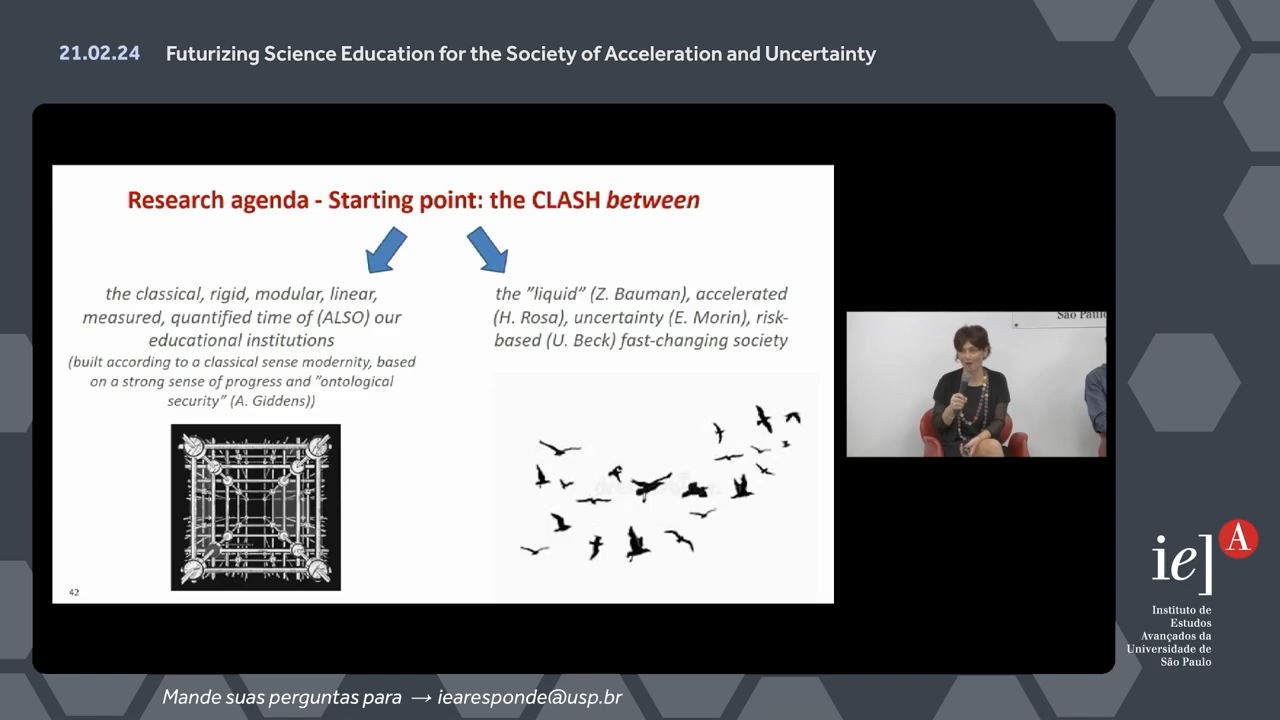 21.02.24 Futurizing Science Education for the Society of Acceleration and Uncertainty
Research agenda - Starting point: the CLASH between
the classical, rigid, modular, linear,
measured, quantified time of (ALSO) our
educational institutions
(built according to a classical sense modernity, based
on a strong sense of progress and ”ontological
security” (A. Giddens))
the ”liquid” (Z. Bauman), accelerated
(H. Rosa), uncertainty (E. Morin), risk-
based (U. Beck) fast-changing society
42
São Paulo
ie] A
Instituto de
Estudos
Avançados da
Universidade de
São Paulo
Mande suas perguntas para → iearesponde@usp.br